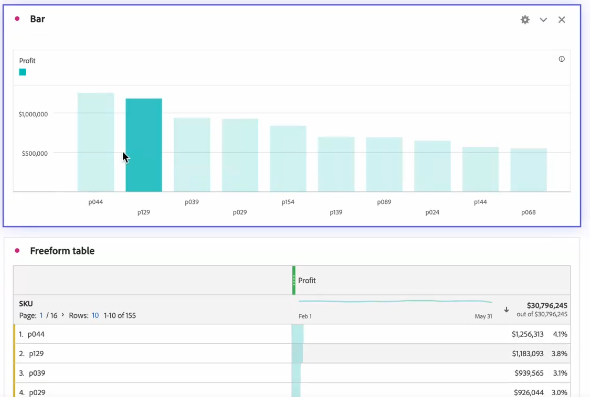 Bar
Profit
$1,000,000
$500,000
p044 p039 p154 p089 p144
p129 p029 p139 p024 p068
Freeform table
Profit
SKU
Page: 1 / 16 > Rows: 10 1-10 of 155
Feb 1 May 31
$30,796,245
out of $30,796,245
1. p044 $1,256,313 4.1%
2. p129 $1,183,093 3.8%
3. p039 $939,565 3.1%
4. p029 $926,044 3.0%